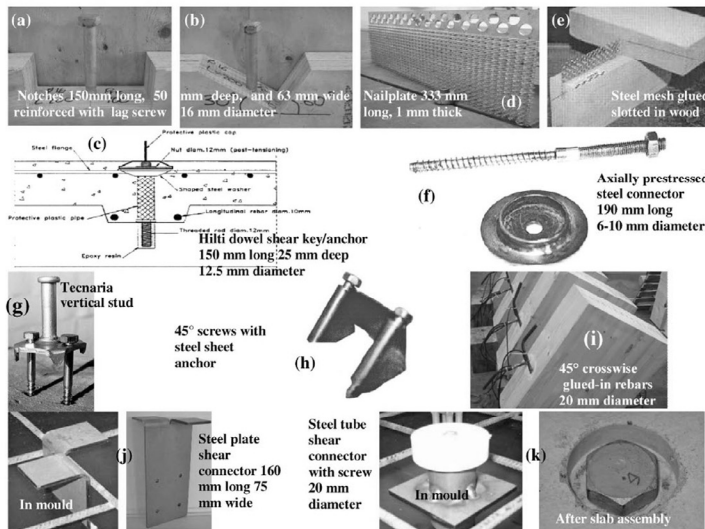 (a)
(b)
(e)
Notches 150mm long, 50
mm deep, and 63 mm wide
reinforced with lag screw
16 mm diameter
Nailplate 333 mm
long, 1 mm thick
(d)
Steel mesh glued
slotted in wood
(c)
Protective plastic cap
Nut diam.12mm (post-tensioning)
Steel flange
Shaped steel washer
Protective plastic pipe
Longitudinal rebar diam.10mm
Threaded rod diam.12mm
Epoxy resin
Hilti dowel shear key/anchor
150 mm long 25 mm deep
12.5 mm diameter
(f)
Axially prestressed
steel connector
190 mm long
6-10 mm diameter
(g)
Tecnaria
vertical stud
45° screws with
steel sheet
anchor
(h)
(i)
45° crosswise
glued-in rebars
20 mm diameter
In mould
(j)
Steel plate
shear
connector 160
mm long 75
mm wide
Steel tube
shear
connector
with screw
20 mm
diameter
In mould
(k)
After slab assembly